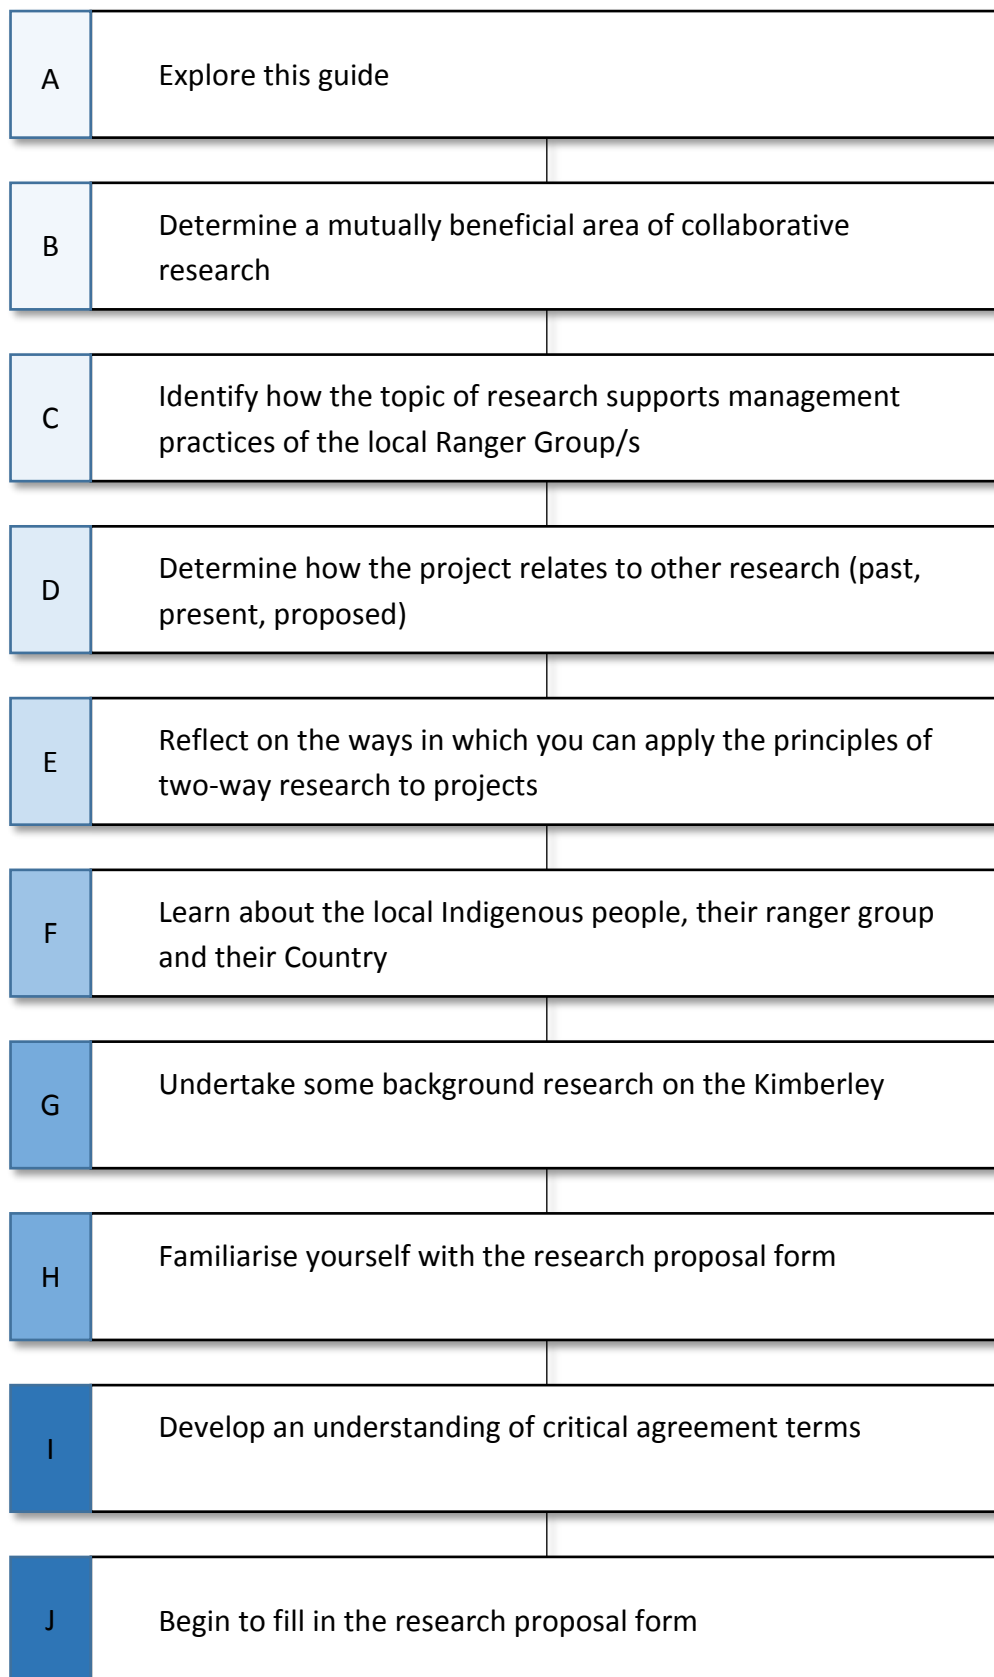 A
Explore this guide
B
Determine a mutually beneficial area of collaborative
research
C
Identify how the topic of research supports management
practices of the local Ranger Group/s
D
Determine how the project relates to other research (past,
present, proposed)
E
Reflect on the ways in which you can apply the principles of
two-way research to projects
F
Learn about the local Indigenous people, their ranger group
and their Country
G
Undertake some background research on the Kimberley
H
Familiarise yourself with the research proposal form
I
Develop an understanding of critical agreement terms
J
Begin to fill in the research proposal form